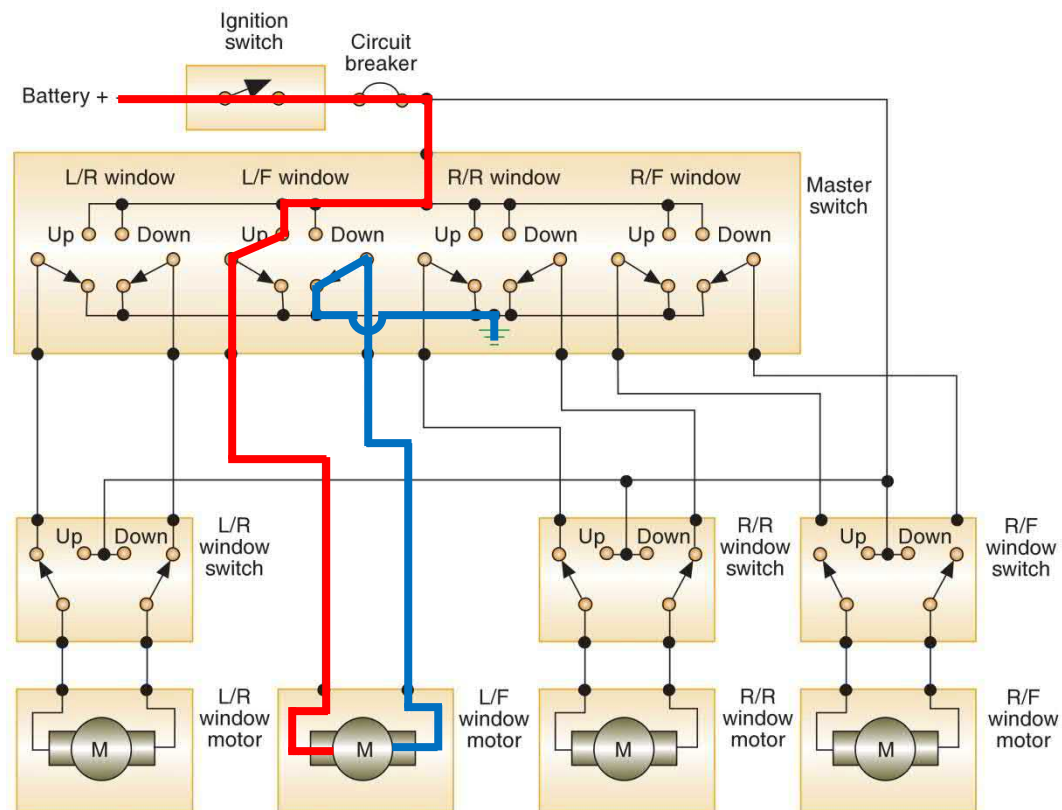 Ignition
switch
Circuit
breaker
Battery +
L/R window
L/F window
R/R window
R/F window
Master
switch
Up
Down
Up
Down
Up
Down
Up
Down
Up
Down
L/R
window
switch
Up
Down
R/R
window
switch
Up
Down
R/F
window
switch
M
L/R
window
motor
M
L/F
window
motor
M
R/R
window
motor
M
R/F
window
motor